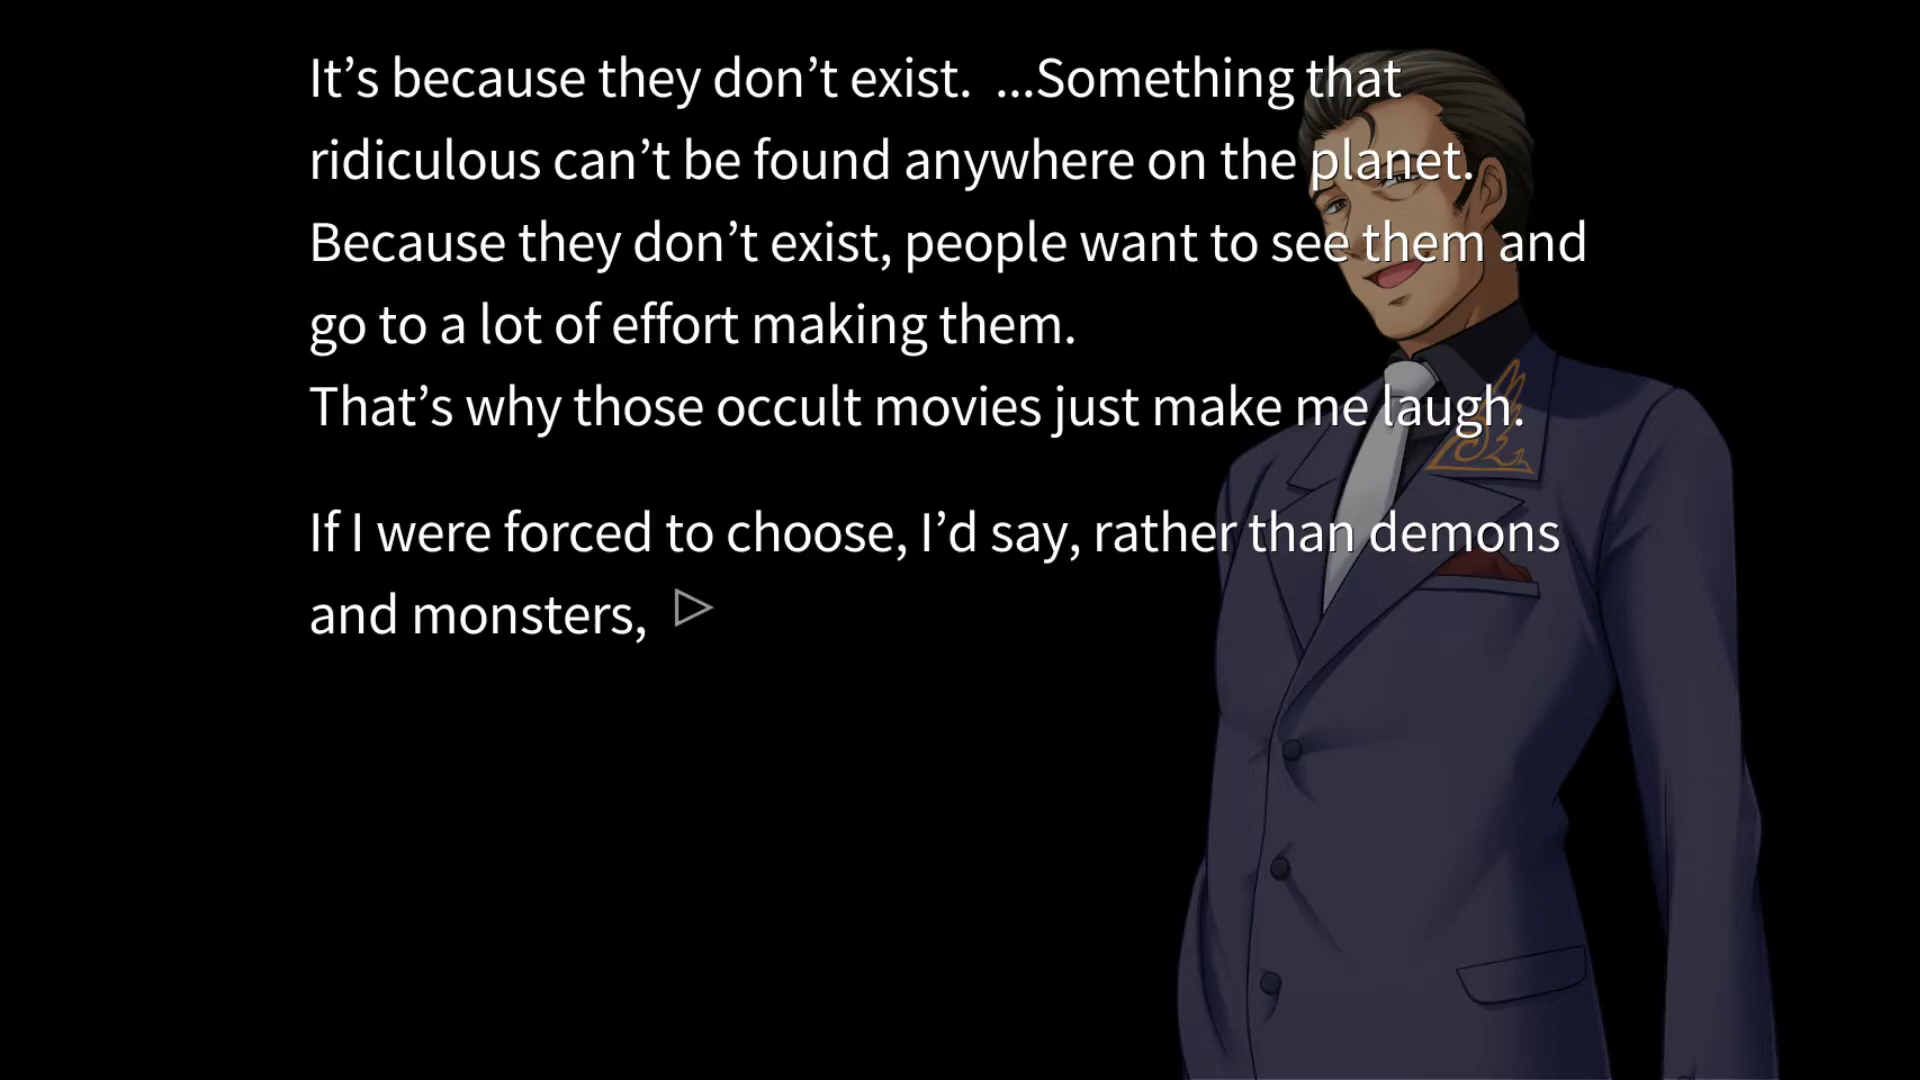 It’s because they don’t exist.  ...Something that
ridiculous can’t be found anywhere on the planet.
Because they don’t exist, people want to see them and
go to a lot of effort making them.
That’s why those occult movies just make me laugh.
If I were forced to choose, I’d say, rather than demons
and monsters,